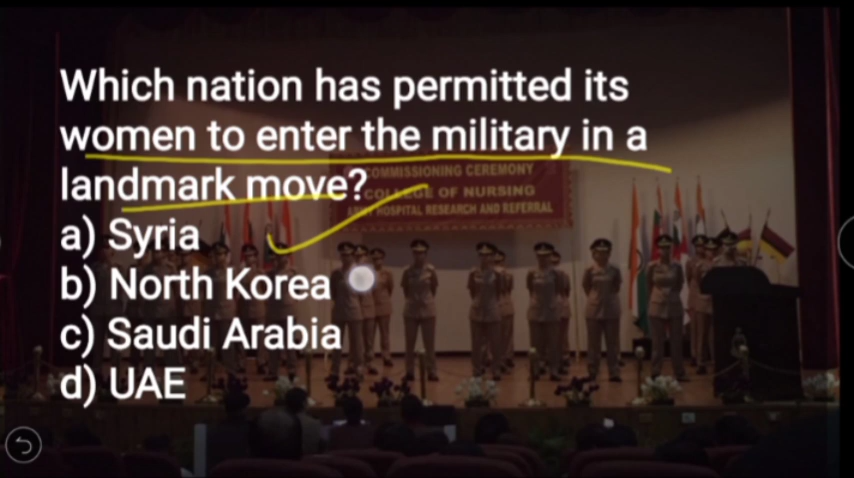 Which nation has permitted its
women to enter the military in a
landmark move?
a) Syria
b) North Korea
c) Saudi Arabia
d) UAE
COMMISSIONING CEREMONY
COLLEGE OF NURSING
ARMY HOSPITAL RESEARCH AND REFERRAL